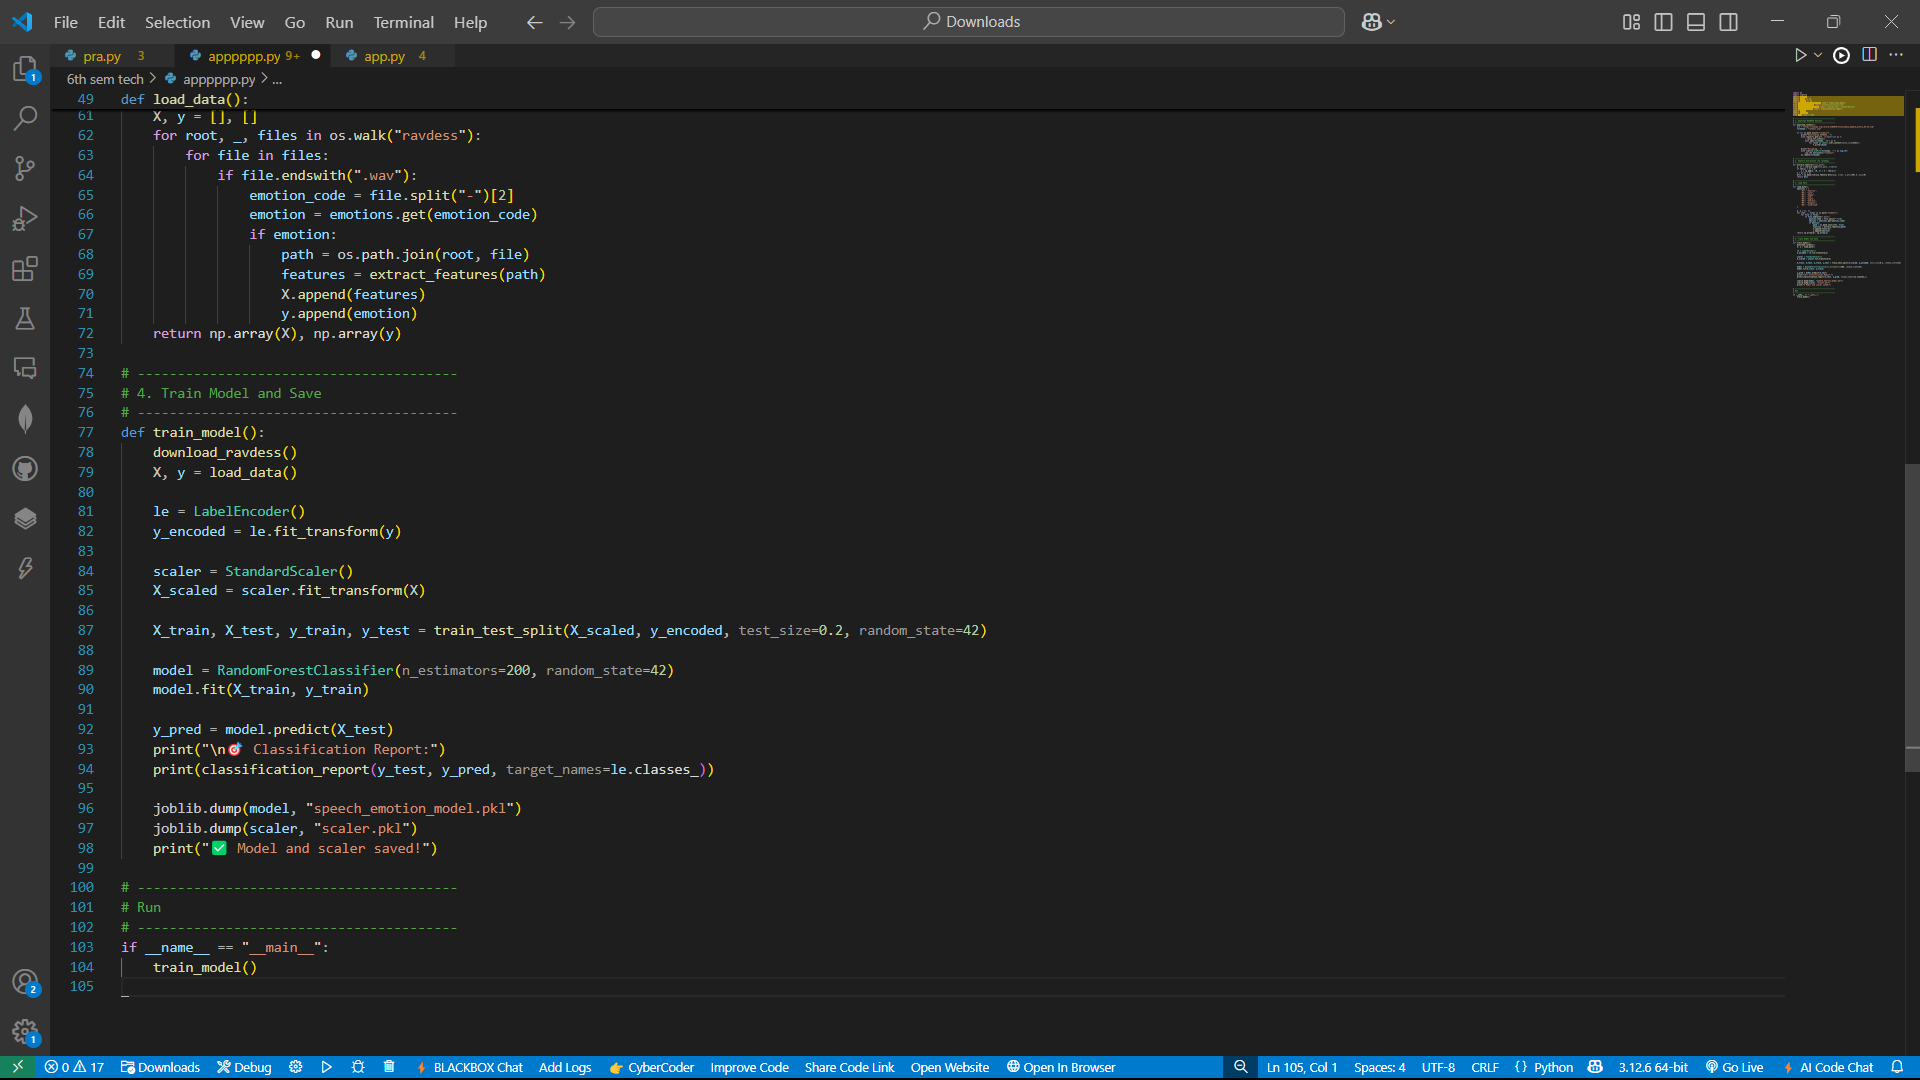 File Edit Selection View Go Run Terminal Help
Downloads
pra.py 3
apppppp.py 9+
app.py 4
6th sem tech > apppppp.py > ...
49 def load_data():
61 X, y = [], []
62 for root, _, files in os.walk("ravdess"):
63 for file in files:
64 if file.endswith(".wav"):
65 emotion_code = file.split("-")[2]
66 emotion = emotions.get(emotion_code)
67 if emotion:
68 path = os.path.join(root, file)
69 features = extract_features(path)
70 X.append(features)
71 y.append(emotion)
72 return np.array(X), np.array(y)
73
74 # ----------------------------------------
75 # 4. Train Model and Save
76 # ----------------------------------------
77 def train_model():
78 download_ravdess()
79 X, y = load_data()
80
81 le = LabelEncoder()
82 y_encoded = le.fit_transform(y)
83
84 scaler = StandardScaler()
85 X_scaled = scaler.fit_transform(X)
86
87 X_train, X_test, y_train, y_test = train_test_split(X_scaled, y_encoded, test_size=0.2, random_state=42)
88
89 model = RandomForestClassifier(n_estimators=200, random_state=42)
90 model.fit(X_train, y_train)
91
92 y_pred = model.predict(X_test)
93 print("\n🎯 Classification Report:")
94 print(classification_report(y_test, y_pred, target_names=le.classes_))
95
96 joblib.dump(model, "speech_emotion_model.pkl")
97 joblib.dump(scaler, "scaler.pkl")
98 print("✅ Model and scaler saved!")
99
100 # ----------------------------------------
101 # Run
102 # ----------------------------------------
103 if __name__ == "__main__":
104 train_model()
105
1
2
1
0 17 Downloads Debug BLACKBOX Chat Add Logs 👉 CyberCoder Improve Code Share Code Link Open Website Open In Browser Ln 105, Col 1 Spaces: 4 UTF-8 CRLF {} Python 3.12.6 64-bit Go Live AI Code Chat